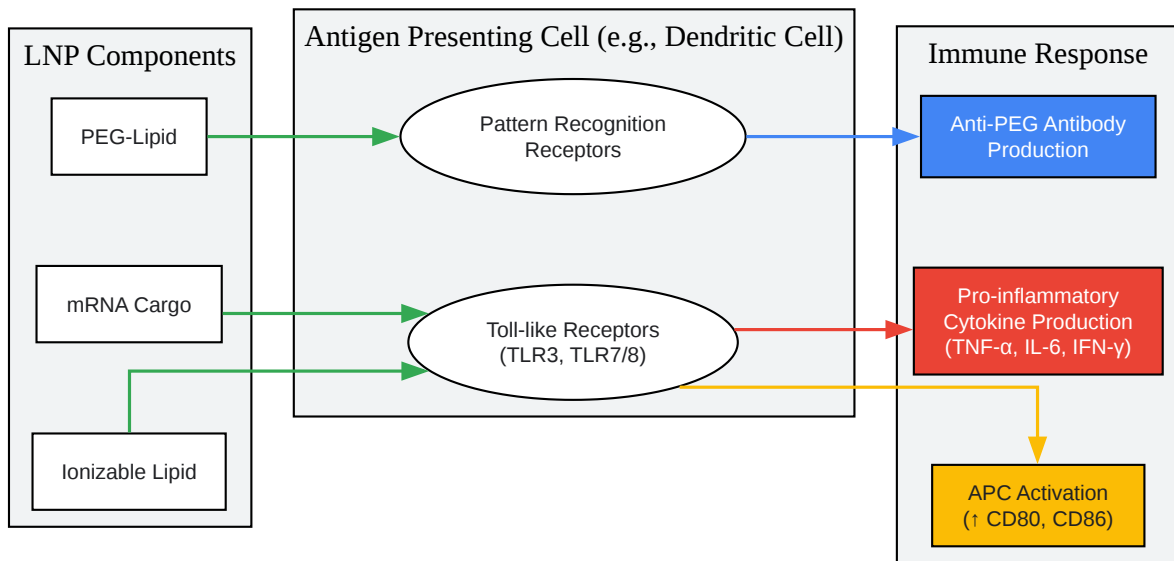 LNP Components
PEG-Lipid
mRNA Cargo
Ionizable Lipid
Antigen Presenting Cell (e.g., Dendritic Cell)
Pattern Recognition
Receptors
Toll-like Receptors
(TLR3, TLR7/8)
Immune Response
Anti-PEG Antibody
Production
Pro-inflammatory
Cytokine Production
(TNF-α, IL-6, IFN-γ)
APC Activation
(↑ CD80, CD86)